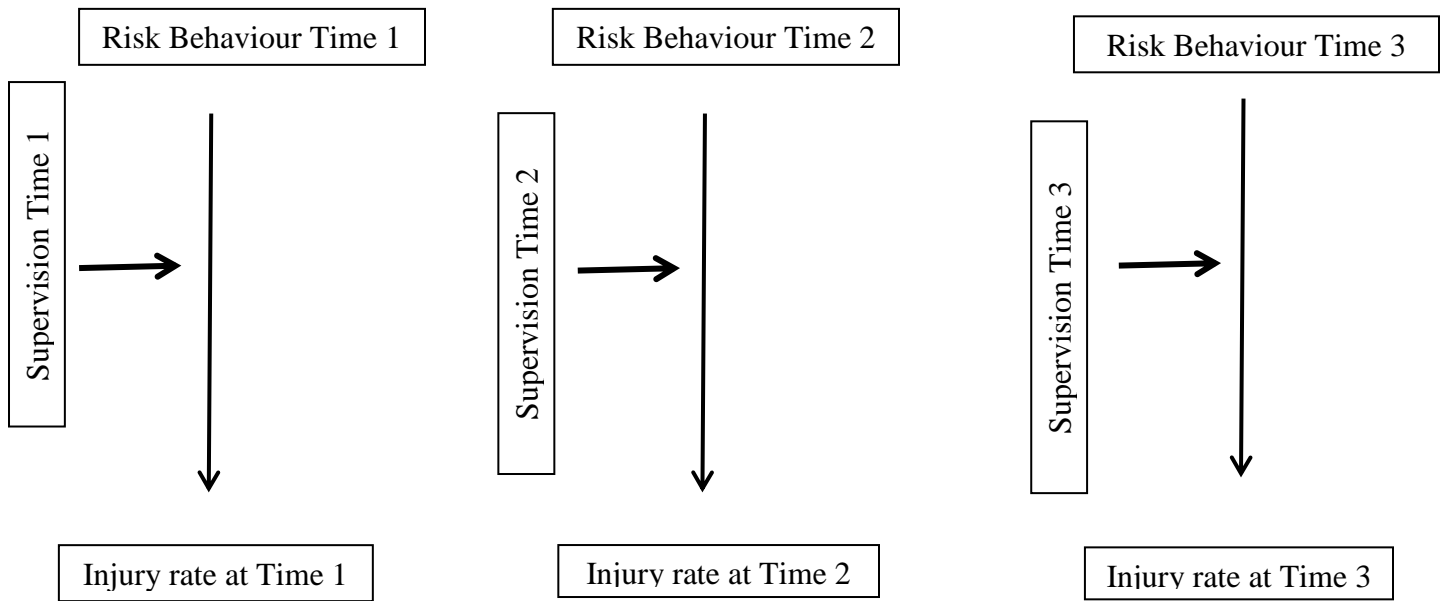 Risk Behaviour Time 1
Risk Behaviour Time 2
Risk Behaviour Time 3
Supervision Time 1
Supervision Time 2
Supervision Time 3
Injury rate at Time 1
Injury rate at Time 2
Injury rate at Time 3